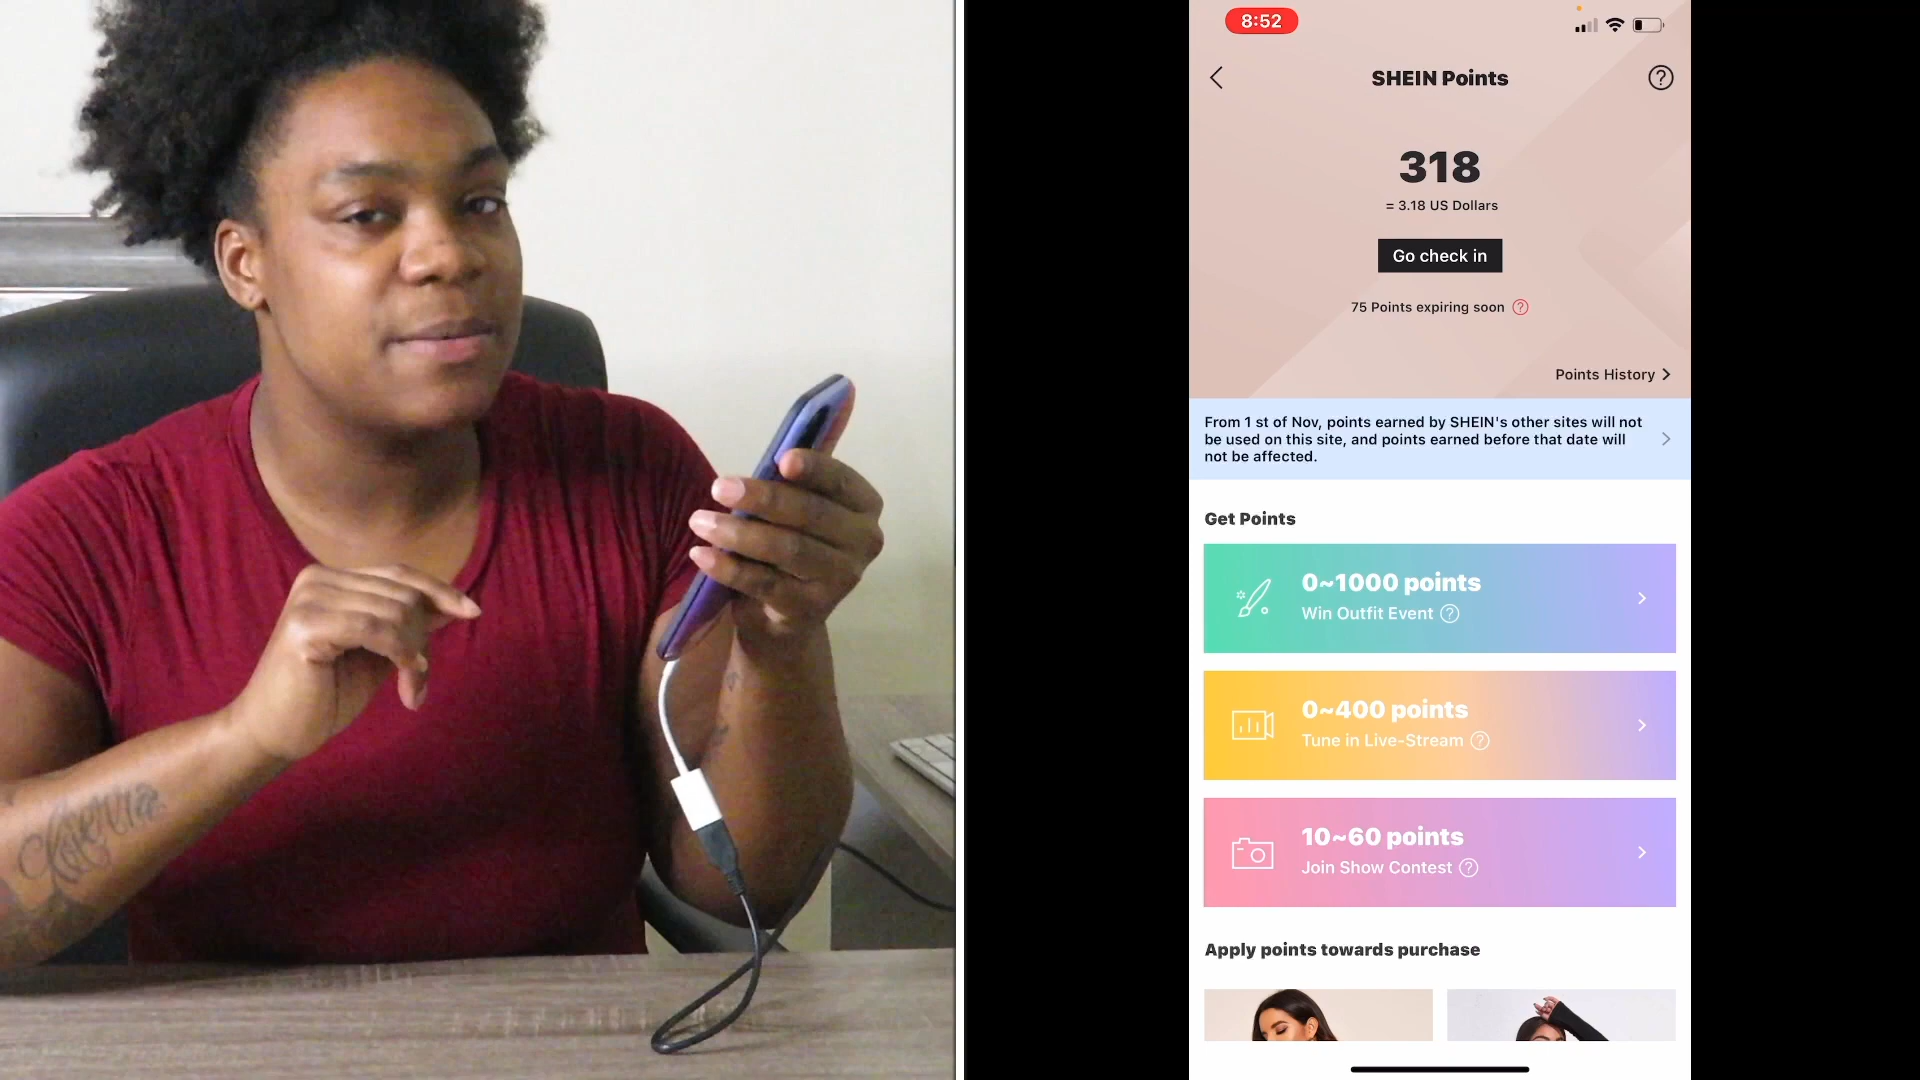 8:52
SHEIN Points
318
= 3.18 US Dollars
Go check in
75 Points expiring soon
Points History
From 1 st of Nov, points earned by SHEIN's other sites will not
be used on this site, and points earned before that date will
not be affected.
Get Points
0~1000 points
Win Outfit Event
0~400 points
Tune in Live-Stream
10~60 points
Join Show Contest
Apply points towards purchase